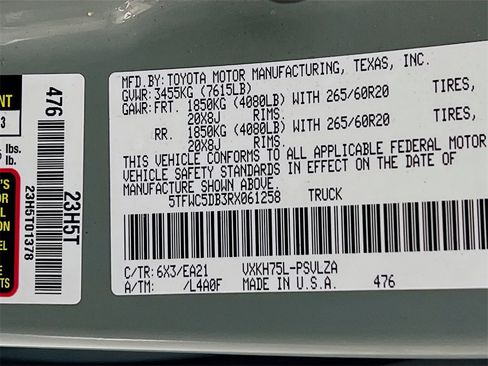 MFD.BY:TOYOTA MOTOR MANUFACTURING, TEXAS, INC.
GVWR: 3455KG (7615LB)
GAWR:FRT. 1850KG (4080LB) WITH 265/60R20 TIRES,
20X8J RIMS.
RR. 1850KG (4080LB) WITH 265/60R20 TIRES,
20X8J RIMS.
THIS VEHICLE CONFORMS TO ALL APPLICABLE FEDERAL MOTOR
VEHICLE SAFETY STANDARDS IN EFFECT ON THE DATE OF
MANUFACTURE SHOWN ABOVE.
5TFWC5DB3RX061258 TRUCK
C/TR:6X3/EA21 VXKH75L-PSVLZA
A/TM: /L4A0F MADE IN U.S.A. 476
476
23H5T
23H5T01378
3
lbs.
lb.